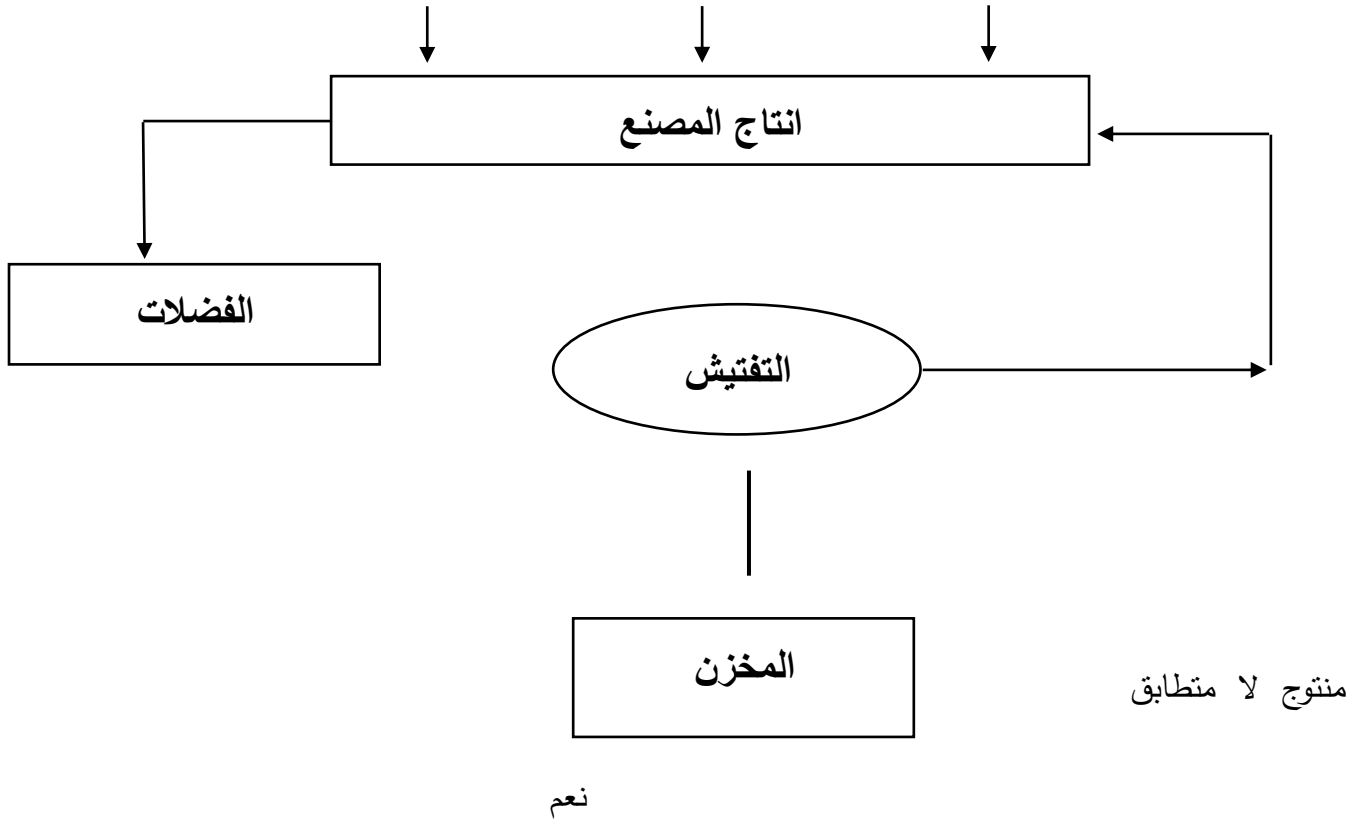 انتاج المصنع
الفضلات
التفتيش
المخزن
منتوج لا متطابق
نعم